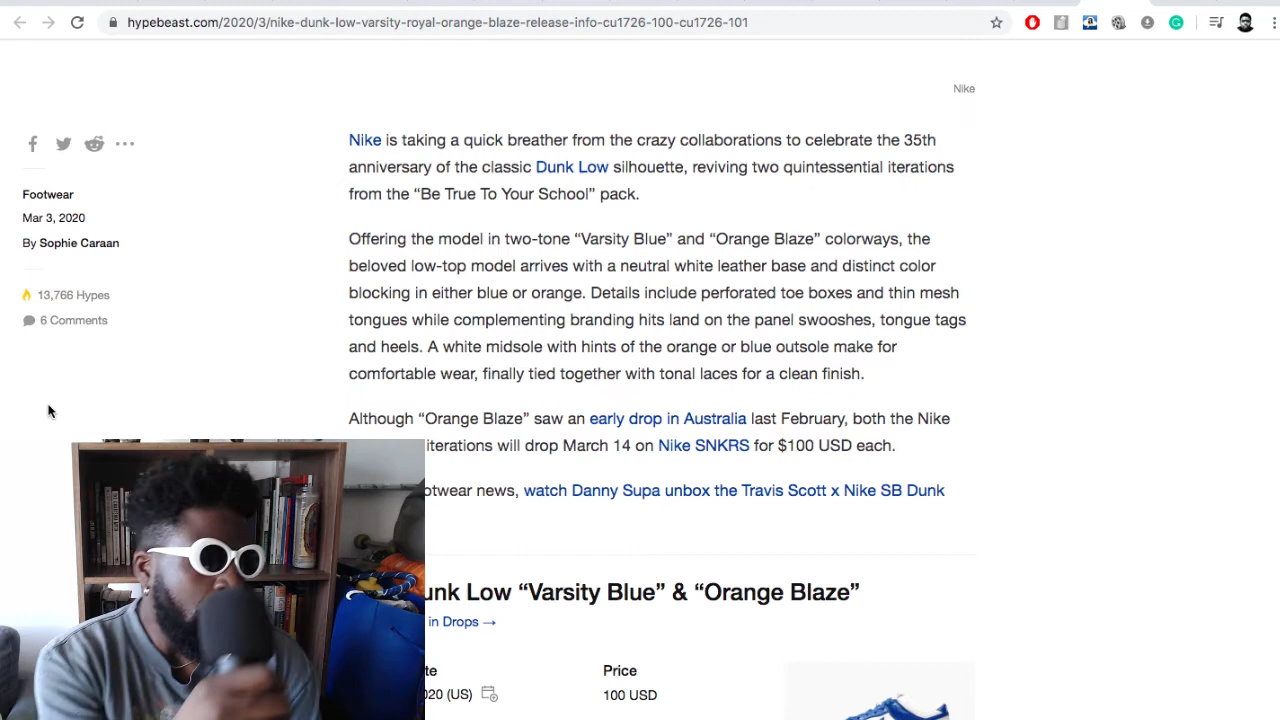 hypebeast.com/2020/3/nike-dunk-low-varsity-royal-orange-blaze-release-info-cu1726-100-cu1726-101
Nike
Nike is taking a quick breather from the crazy collaborations to celebrate the 35th
anniversary of the classic Dunk Low silhouette, reviving two quintessential iterations
from the “Be True To Your School” pack.
Footwear
Mar 3, 2020
By Sophie Caraan
13,766 Hypes
6 Comments
Offering the model in two-tone “Varsity Blue” and “Orange Blaze” colorways, the
beloved low-top model arrives with a neutral white leather base and distinct color
blocking in either blue or orange. Details include perforated toe boxes and thin mesh
tongues while complementing branding hits land on the panel swooshes, tongue tags
and heels. A white midsole with hints of the orange or blue outsole make for
comfortable wear, finally tied together with tonal laces for a clean finish.
Although “Orange Blaze” saw an early drop in Australia last February, both the Nike
iterations will drop March 14 on Nike SNKRS for $100 USD each.
otwear news, watch Danny Supa unbox the Travis Scott x Nike SB Dunk
unk Low “Varsity Blue” & “Orange Blaze”
in Drops →
te
020 (US)
Price
100 USD